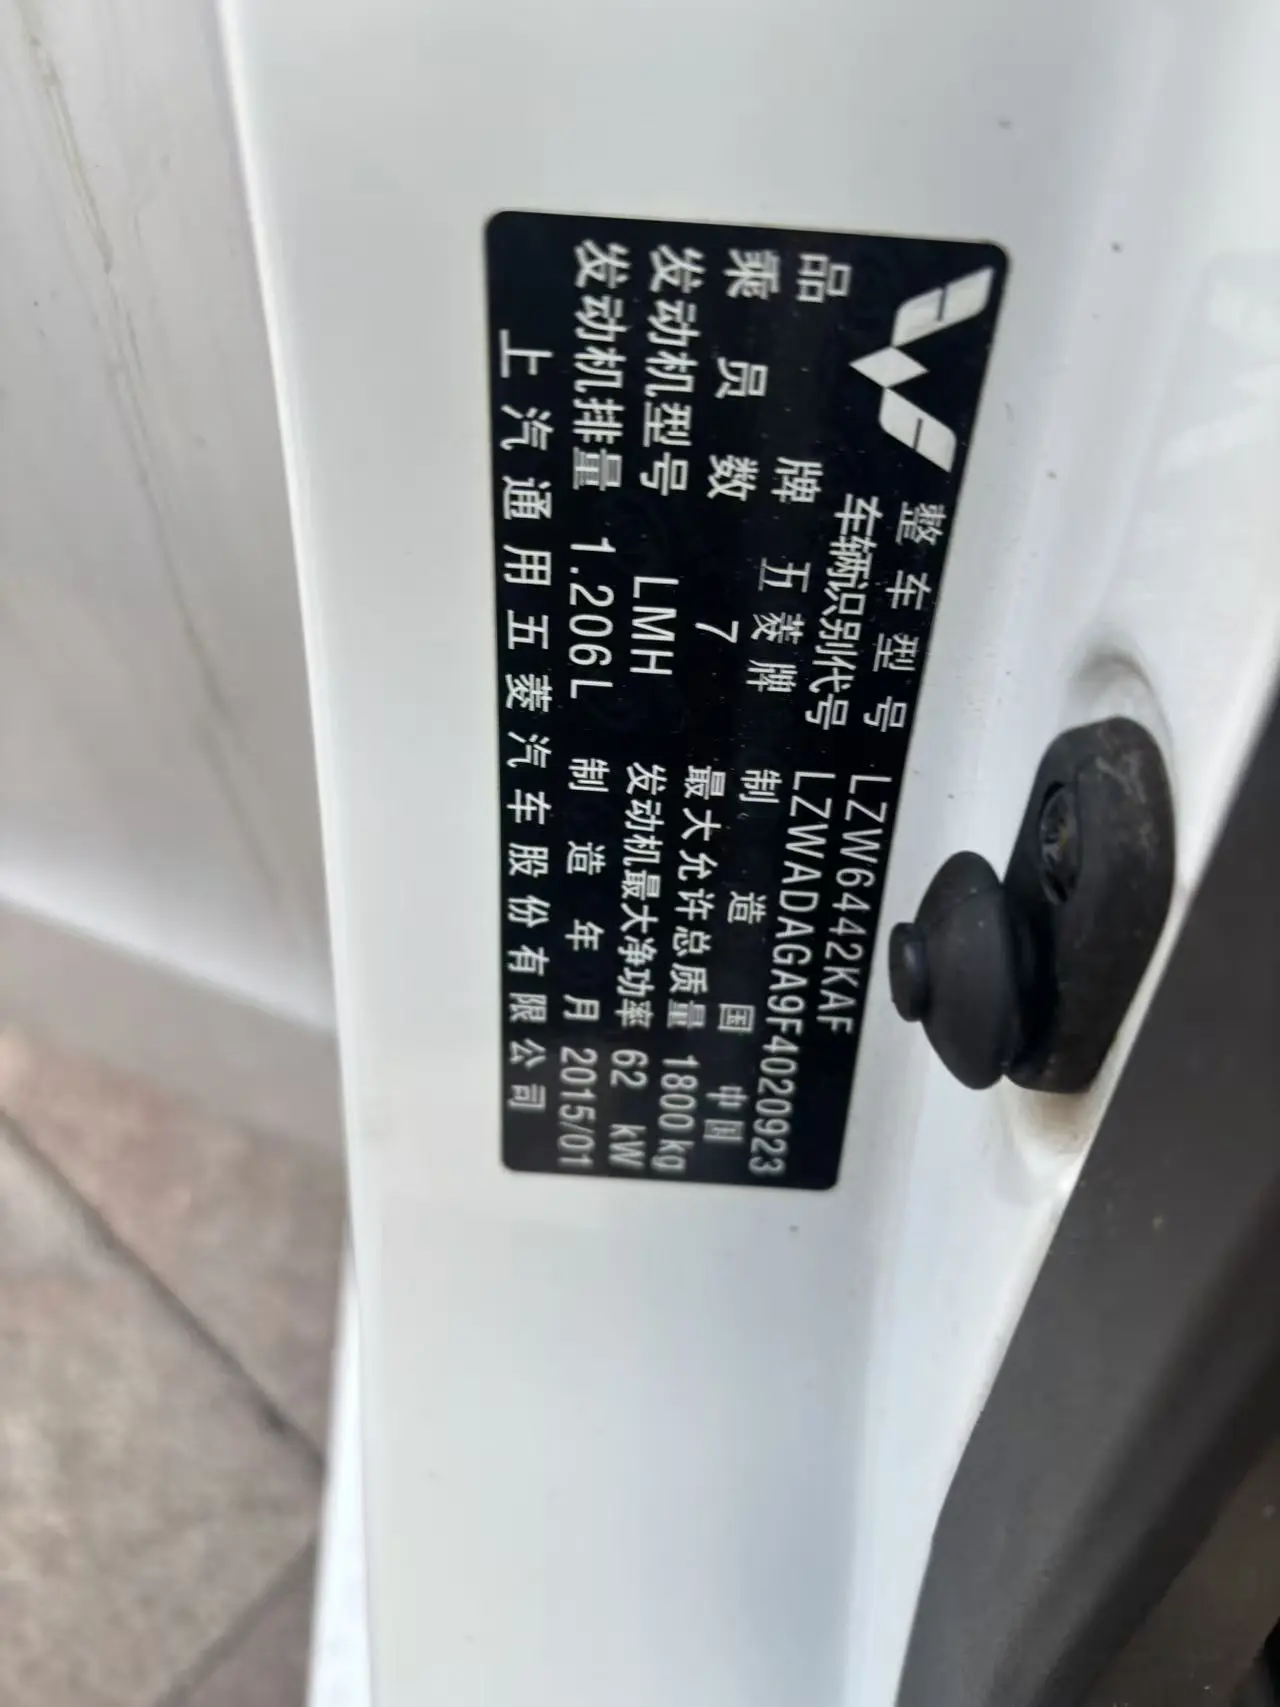 整车型号 LZW6442KAF
车辆识别代号 LZWADAGA9F4020923
品牌 五菱牌 制造国 中国
乘员数 7 最大允许总质量 1800 kg
发动机型号 LMH 发动机最大净功率 62 kW
发动机排量 1.206L 制造年月 2015/01
上汽通用五菱汽车股份有限公司